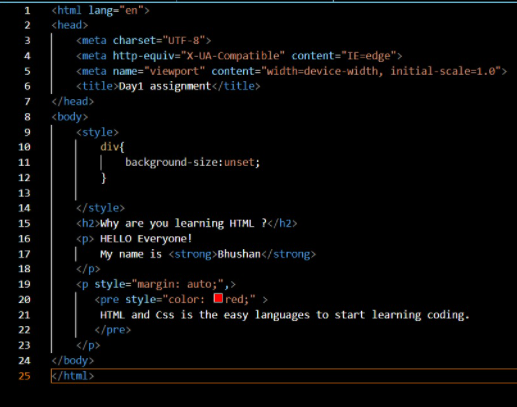 1 <html lang="en">
2 <head>
3     <meta charset="UTF-8">
4     <meta http-equiv="X-UA-Compatible" content="IE=edge">
5     <meta name="viewport" content="width=device-width, initial-scale=1.0">
6     <title>Day1 assignment</title>
7 </head>
8 <body>
9     <style>
10         div{
11             background-size:unset;
12         }
13
14     </style>
15     <h2>Why are you learning HTML ?</h2>
16     <p> HELLO Everyone!
17         My name is <strong>Bhushan</strong>
18     </p>
19     <p style="margin: auto;",>
20        <pre style="color: red;" >
21         HTML and Css is the easy languages to start learning coding.
22        </pre>
23     </p>
24 </body>
25 </html>